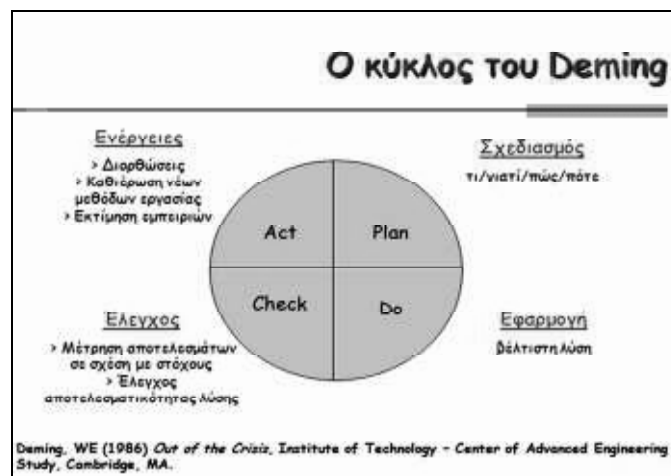 Ο κύκλος του Deming
Ενέργειες
> Διορθώσεις
> Καθιέρωση νέων
μεθόδων εργασίας
> Εκτίμηση εμπειριών
Σχεδιασμός
τι/γιατί/πώς/πότε
Act
Plan
Check
Do
Έλεγχος
> Μέτρηση αποτελεσμάτων
σε σχέση με στόχους
> Έλεγχος
αποτελεσματικότητας λύσης
Εφαρμογή
βέλτιστη λύση
Deming, WE (1986) Out of the Crisis, Institute of Technology – Center of Advanced Engineering
Study, Cambridge, MA.